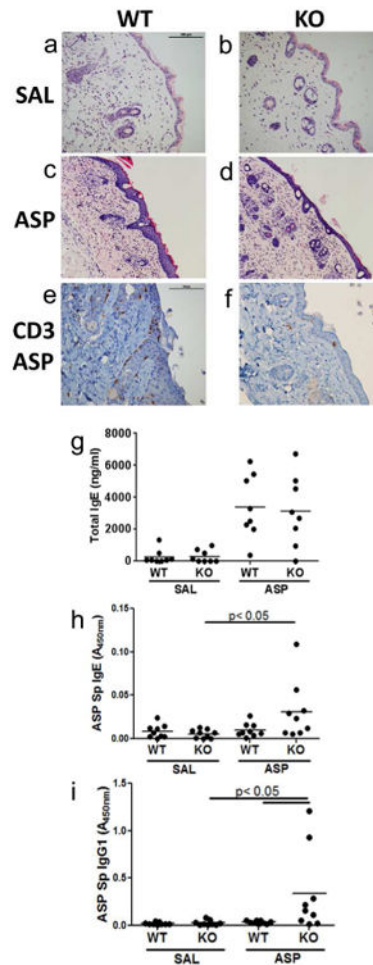 WT KO
a b
SAL
c d
ASP
e f
CD3
ASP
g
Total IgE (ng/ml)
8000
6000
4000
2000
0
WT KO WT KO
SAL ASP
h
ASP Sp IgE (A450nm)
p< 0.05
0.15
0.10
0.05
0.00
WT KO WT KO
SAL ASP
i
ASP Sp IgG1 (A450nm)
p< 0.05
1.5
1.0
0.5
0.0
WT KO WT KO
SAL ASP